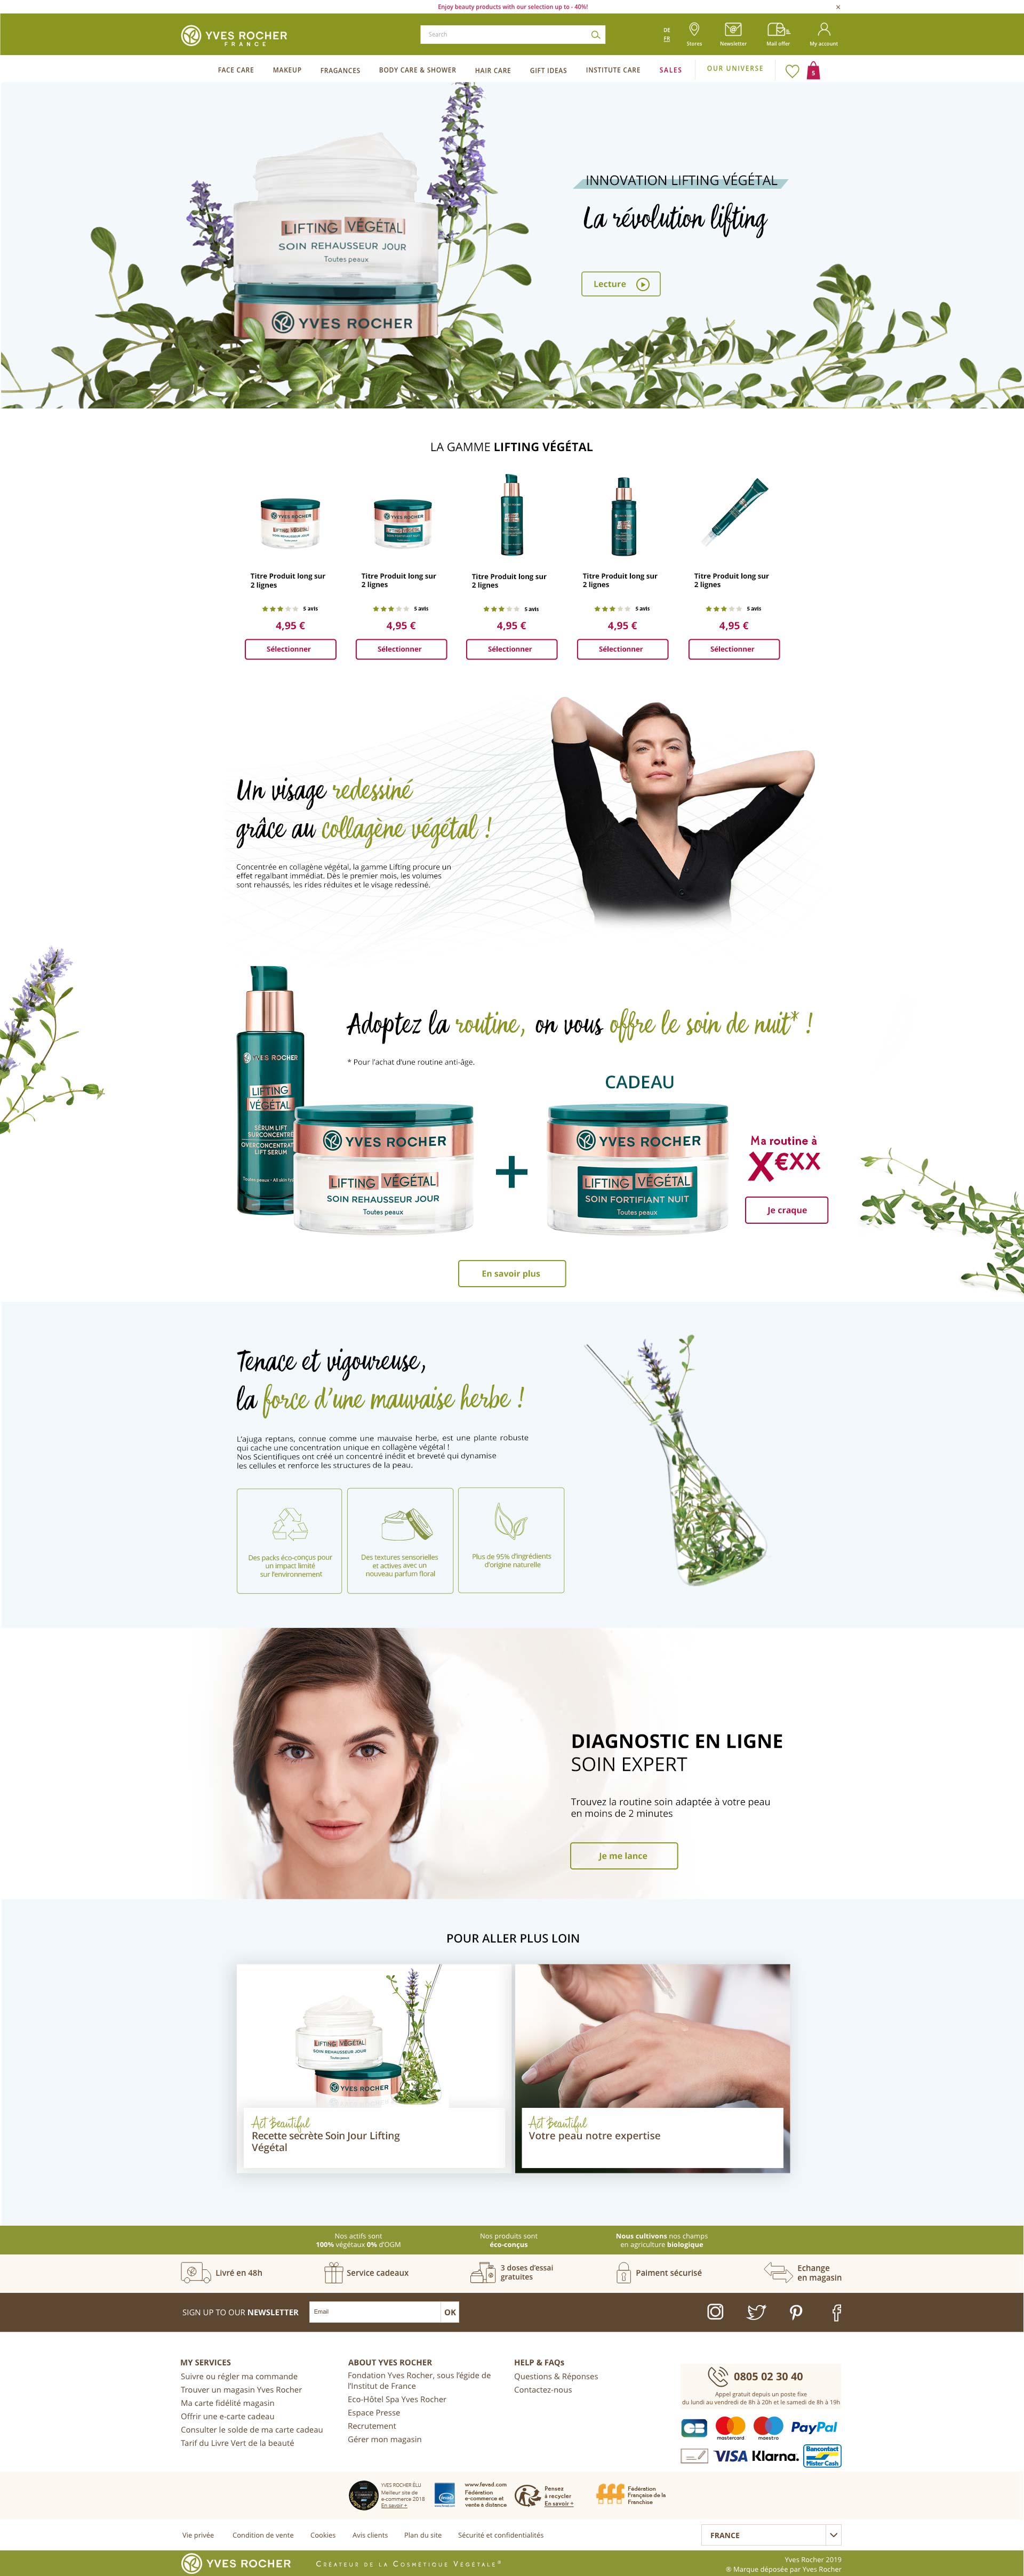 Enjoy beauty products with our selection up to - 40%!
YVES ROCHER
FRANCE
Search
DE
FR
Stores
Newsletter
Mail offer
My account
FACE CARE
MAKEUP
FRAGANCES
BODY CARE & SHOWER
HAIR CARE
GIFT IDEAS
INSTITUTE CARE
SALES
OUR UNIVERSE
5
LIFTING VÉGÉTAL
SOIN REHAUSSEUR JOUR
Toutes peaux
YVES ROCHER
INNOVATION LIFTING VÉGÉTAL
La révolution lifting
Lecture
LA GAMME LIFTING VÉGÉTAL
Titre Produit long sur
2 lignes
5 avis
4,95 €
Sélectionner
Titre Produit long sur
2 lignes
5 avis
4,95 €
Sélectionner
Titre Produit long sur
2 lignes
5 avis
4,95 €
Sélectionner
Titre Produit long sur
2 lignes
5 avis
4,95 €
Sélectionner
Titre Produit long sur
2 lignes
5 avis
4,95 €
Sélectionner
Un visage redessiné
grâce au collagène végétal !
Concentrée en collagène végétal, la gamme Lifting procure un
effet regalbant immédiat. Dès le premier mois, les volumes
sont rehaussés, les rides réduites et le visage redessiné.
Adoptez la routine, on vous offre le soin de nuit* !
* Pour l'achat d'une routine anti-âge.
YVES ROCHER
LIFTING
VÉGÉTAL
SÉRUM LIFT
SURCONCENTRÉ
OVERCONCENTRAT
LIFT SERUM
YVES ROCHER
LIFTING VÉGÉTAL
SOIN REHAUSSEUR JOUR
Toutes peaux
+
CADEAU
YVES ROCHER
LIFTING VÉGÉTAL
SOIN FORTIFIANT NUIT
Toutes peaux
Ma routine à
X€XX
Je craque
En savoir plus
Tenace et vigoureuse,
la force d'une mauvaise herbe !
L'ajuga reptans, connue comme une mauvaise herbe, est une plante robuste
qui cache une concentration unique en collagène végétal !
Nos Scientifiques ont créé un concentré inédit et breveté qui dynamise
les cellules et renforce les structures de la peau.
Des packs éco-conçus pour
un impact limité
sur l'environnement
Des textures sensorielles
et actives avec un
nouveau parfum floral
Plus de 95% d'ingrédients
d'origine naturelle
DIAGNOSTIC EN LIGNE
SOIN EXPERT
Trouvez la routine soin adaptée à votre peau
en moins de 2 minutes
Je me lance
POUR ALLER PLUS LOIN
LIFTING VÉGÉTAL
SOIN REHAUSSEUR JOUR
YVES ROCHER
Act Beautiful
Recette secrète Soin Jour Lifting
Végétal
Act Beautiful
Votre peau notre expertise
Nos actifs sont
100% végétaux 0% d'OGM
Nos produits sont
éco-conçus
Nous cultivons nos champs
en agriculture biologique
Livré en 48h
Service cadeaux
3 doses d'essai
gratuites
Paiment sécurisé
Echange
en magasin
SIGN UP TO OUR NEWSLETTER
Email
OK
MY SERVICES
Suivre ou régler ma commande
Trouver un magasin Yves Rocher
Ma carte fidélité magasin
Offrir une e-carte cadeau
Consulter le solde de ma carte cadeau
Tarif du Livre Vert de la beauté
ABOUT YVES ROCHER
Fondation Yves Rocher, sous l'égide de
l'Institut de France
Eco-Hôtel Spa Yves Rocher
Espace Presse
Recrutement
Gérer mon magasin
HELP & FAQs
Questions & Réponses
Contactez-nous
0805 02 30 40
Appel gratuit depuis un poste fixe
du lundi au vendredi de 8h à 20h et le samedi de 8h à 19h
CB
mastercard
maestro
PayPal
VISA
Klarna.
Bancontact
Mister Cash
YVES ROCHER ÉLU
Meilleur site de
e-commerce 2018
En savoir +
www.fevad.com
Fédération
e-commerce et
vente à distance
Pensez
à recycler
En savoir +
fff
Fédération
Française de la
Franchise
Vie privée
Condition de vente
Cookies
Avis clients
Plan du site
Sécurité et confidentialités
FRANCE
YVES ROCHER
CRÉATEUR DE LA COSMÉTIQUE VÉGÉTALE®
Yves Rocher 2019
® Marque déposée par Yves Rocher